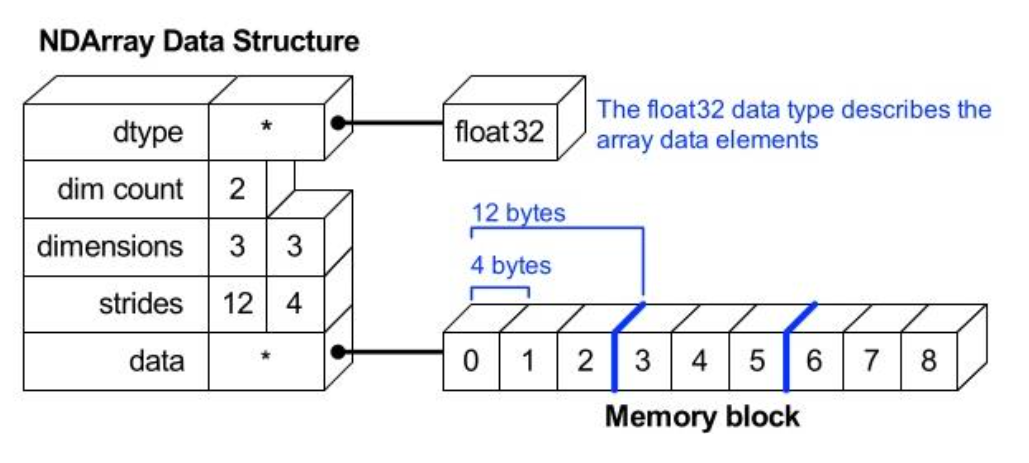 NDArray Data Structure
dtype *
float32
The float32 data type describes the
array data elements
dim count 2
dimensions 3 3
strides 12 4
data *
12 bytes
4 bytes
0 1 2 3 4 5 6 7 8
Memory block